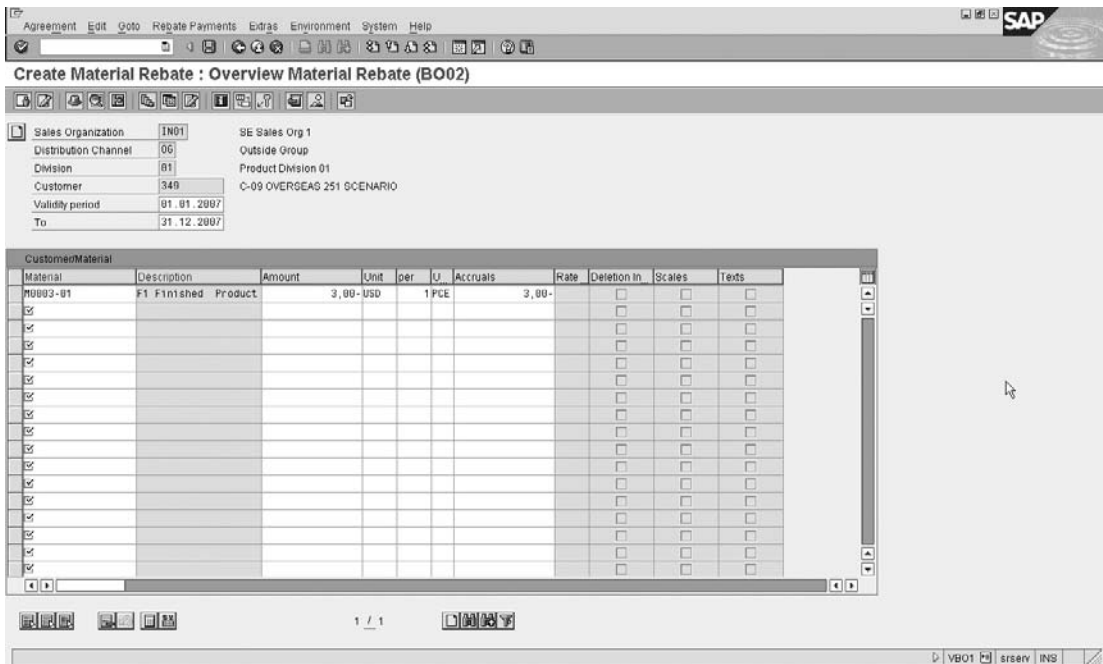 Agreement Edit Goto Rebate Payments Extras Environment System Help
SAP
Create Material Rebate : Overview Material Rebate (BO02)
Sales Organization IN01 SE Sales Org 1
Distribution Channel OG Outside Group
Division 01 Product Division 01
Customer 340 C-09 OVERSEAS 251 SCENARIO
Validity period 01.01.2007
To 31.12.2007
Customer/Material
Material Description Amount Unit per U... Accruals Rate Deletion In... Scales Texts
M0003-01 F1 Finished Product 3,00- USD 1 PCE 3,00-
1 / 1
VBO1 srserv INS